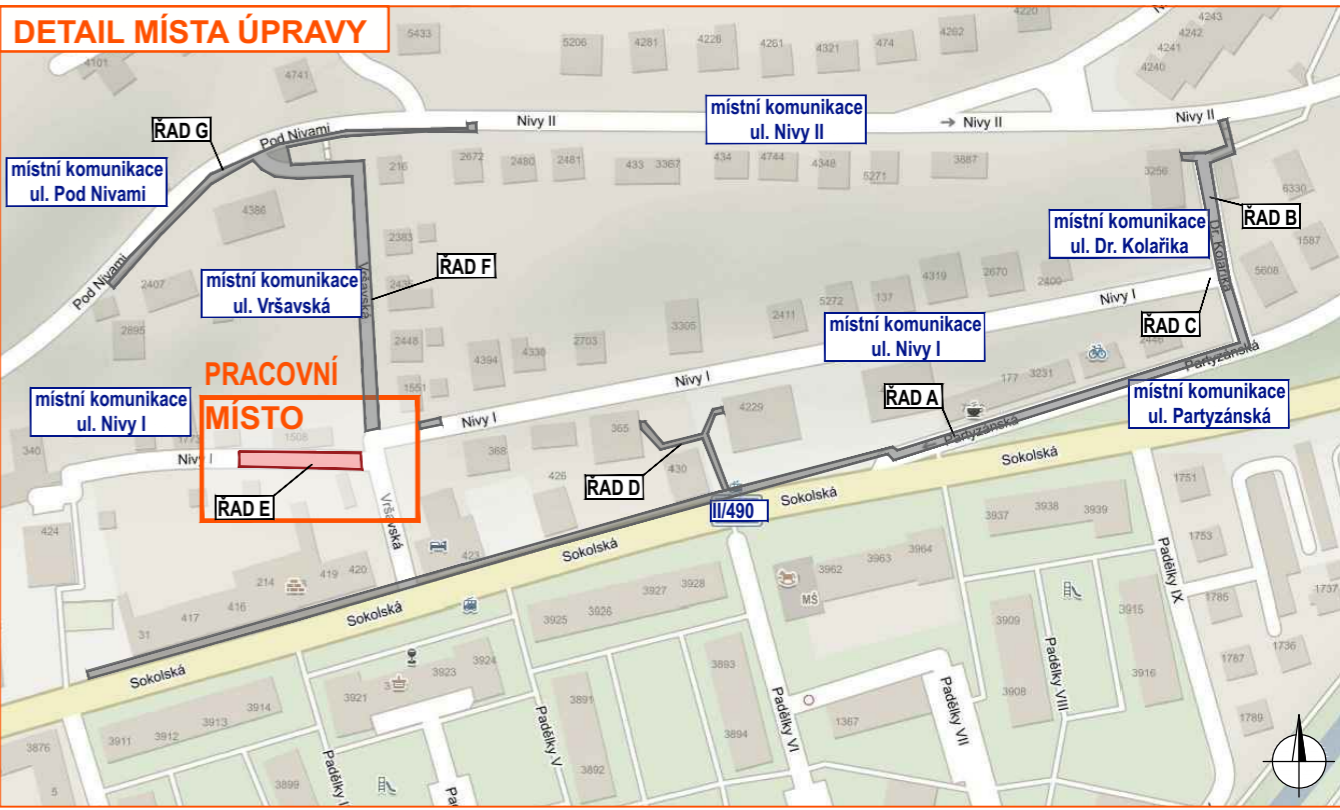 DETAIL MÍSTA ÚPRAVY
5433
5206
4281
4226
4261
4321
474
4262
4220
4243
4242
4241
4240
4101
4741
ŘAD G
Pod Nivami
Nivy II
místní komunikace
ul. Nivy II
→ Nivy II
Nivy II
místní komunikace
ul. Pod Nivami
216
2672
2480
2481
433
3367
434
4744
4348
5271
3887
3256
6330
ŘAD B
1587
4386
místní komunikace
ul. Dr. Kolaříka
Dr. Kolaříka
2383
ŘAD F
Pod Nivami
2407
místní komunikace
ul. Vršavská
Vršavská
5608
4319
2670
2400
Nivy I
5272
137
2411
místní komunikace
ul. Nivy I
ŘAD C
2895
2448
4394
4338
2703
3305
2446
Partyzánská
PRACOVNÍ
MÍSTO
1551
Nivy I
177
3231
místní komunikace
ul. Partyzánská
místní komunikace
ul. Nivy I
ŘAD A
4229
Nivy I
365
Partyzánská
340
1773
1508
Nivy I
368
426
430
Sokolská
ŘAD E
ŘAD D
II/490
Sokolská
1751
424
Vršavská
3937
3938
3939
423
Sokolská
3962
3963
3964
1753
Padělky IX
214
419
420
MŠ
416
417
31
3927
3928
3926
3925
Sokolská
3909
3915
1785
1737
Sokolská
3924
3923
3921
3893
Padělky VIII
3916
1787
1736
3914
3913
3912
3911
3891
Padělky V
3908
Padělky VI
Padělky VII
1367
1789
3876
3894
3892
3899
5
Padělky I
Pa